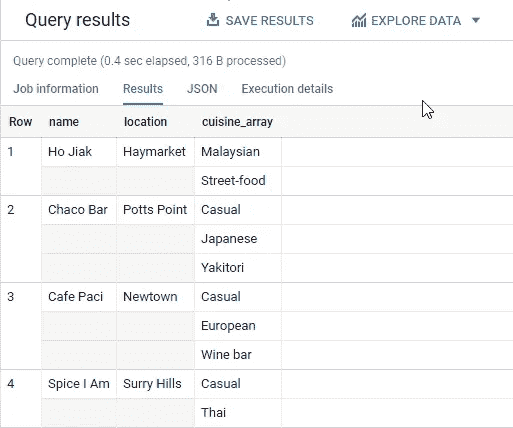 Query results SAVE RESULTS EXPLORE DATA
Query complete (0.4 sec elapsed, 316 B processed)
Job information Results JSON Execution details
Row name location cuisine_array
1 Ho Jiak Haymarket Malaysian
Street-food
2 Chaco Bar Potts Point Casual
Japanese
Yakitori
3 Cafe Paci Newtown Casual
European
Wine bar
4 Spice I Am Surry Hills Casual
Thai